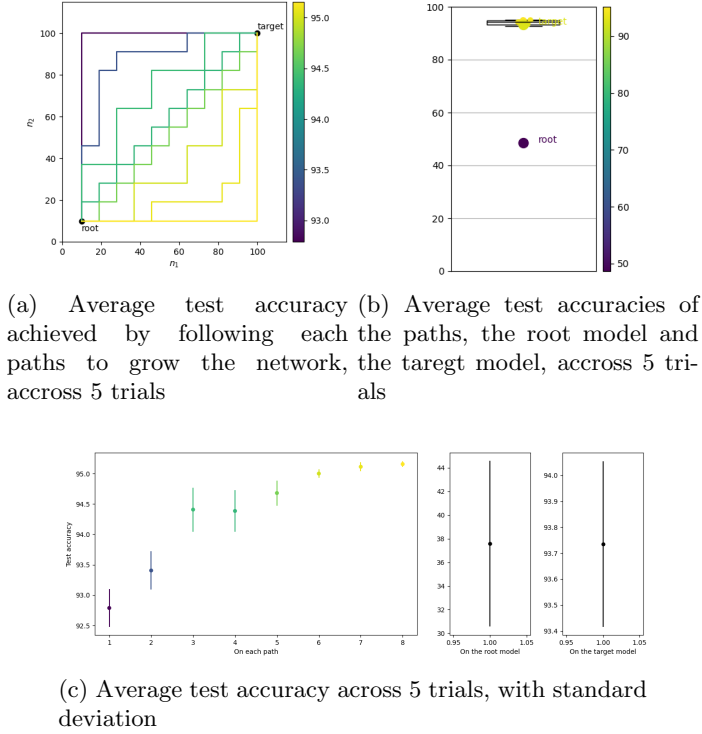 target
root
100
80
60
40
20
0
n2
0 20 40 60 80 100
n1
95.0
94.5
94.0
93.5
93.0
100
80
60
40
20
0
target
root
90
80
70
60
50
(a) Average test accuracy
achieved by following each
paths to grow the network,
accross 5 trials
(b) Average test accuracies of
the paths, the root model and
the taregt model, accross 5 tri-
als
Test accuracy
95.0
94.5
94.0
93.5
93.0
92.5
1 2 3 4 5 6 7 8
On each path
44
42
40
38
36
34
32
30
0.95 1.00 1.05
On the root model
94.0
93.9
93.8
93.7
93.6
93.5
93.4
0.95 1.00 1.05
On the target model
(c) Average test accuracy across 5 trials, with standard
deviation